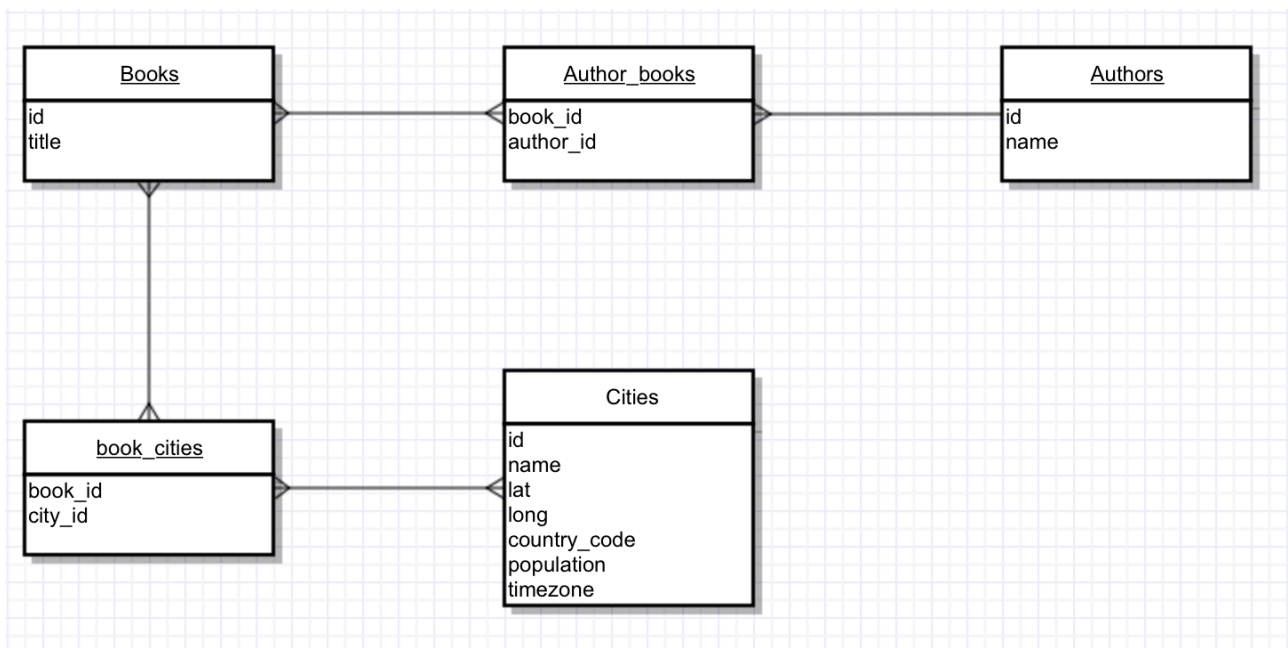 Books
id
title
Author_books
book_id
author_id
Authors
id
name
book_cities
book_id
city_id
Cities
id
name
lat
long
country_code
population
timezone